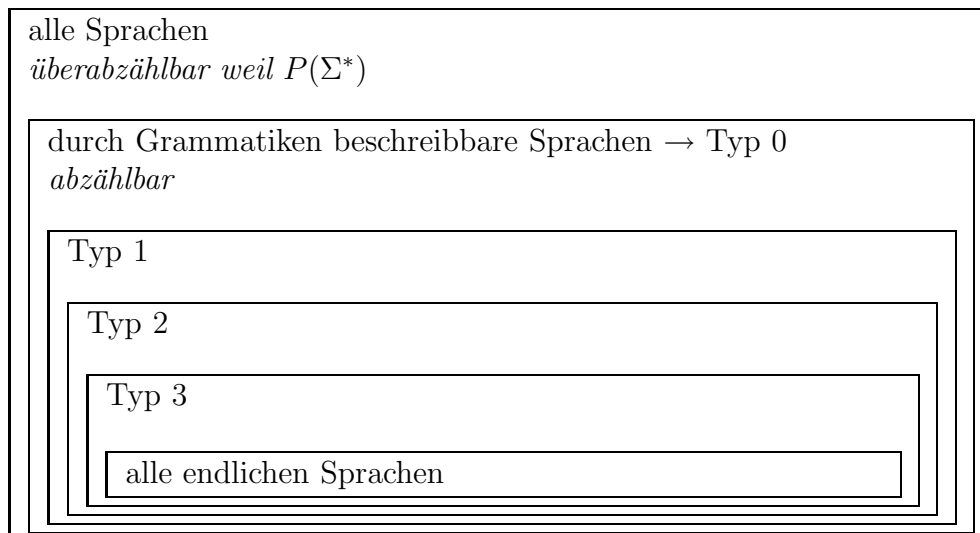 alle Sprachen
überabzählbar weil P(Σ*)
durch Grammatiken beschreibbare Sprachen → Typ 0
abzählbar
Typ 1
Typ 2
Typ 3
alle endlichen Sprachen